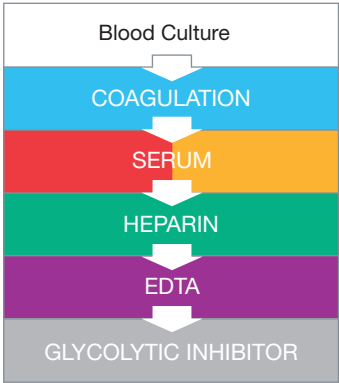 Blood Culture
COAGULATION
SERUM
HEPARIN
EDTA
GLYCOLYTIC INHIBITOR